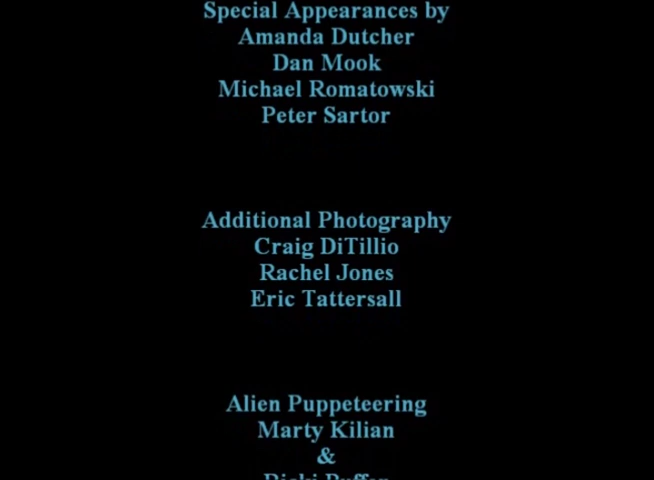 Special Appearances by
Amanda Dutcher
Dan Mook
Michael Romatowski
Peter Sartor
Additional Photography
Craig DiTillio
Rachel Jones
Eric Tattersall
Alien Puppeteering
Marty Kilian
&